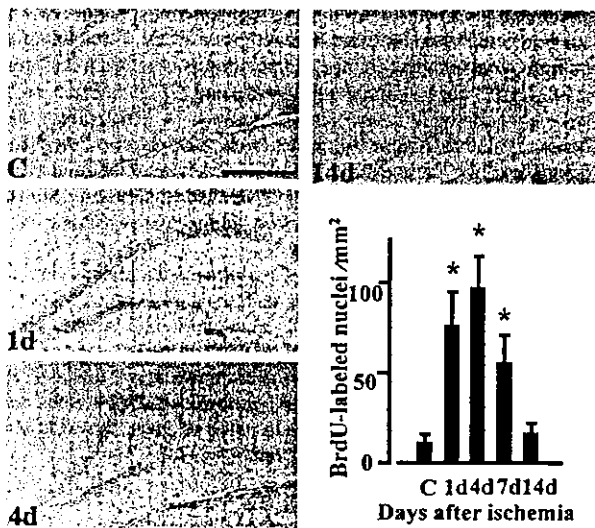 C
14d
1d
4d
BrdU-labeled nuclei/mm²
100
50
0
* * *
C 1d 4d 7d 14d
Days after ischemia